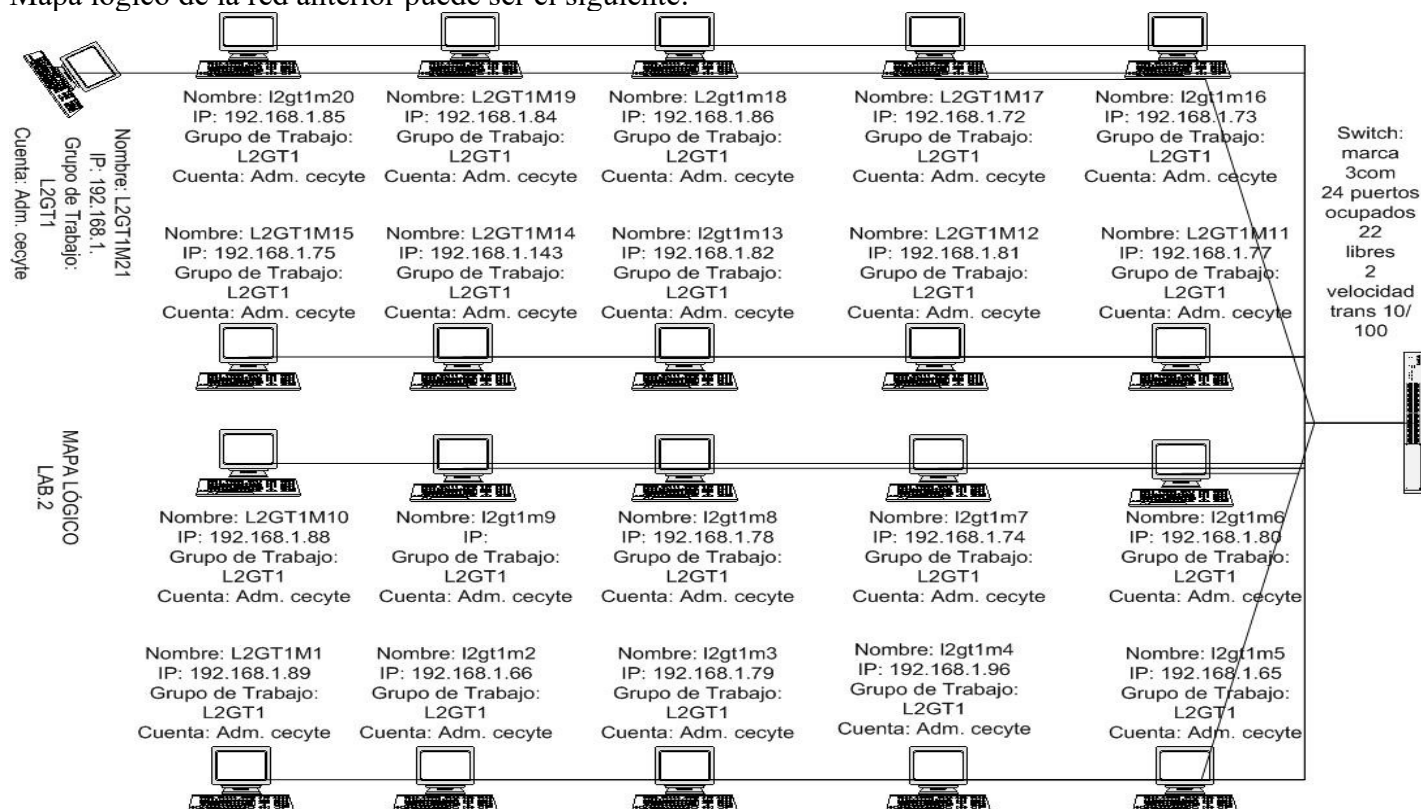 Mapa lógico de la red anterior puede ser el siguiente:
Nombre: l2gt1m20
IP: 192.168.1.85
Grupo de Trabajo:
L2GT1
Cuenta: Adm. cecyte
Nombre: L2GT1M19
IP: 192.168.1.84
Grupo de Trabajo:
L2GT1
Cuenta: Adm. cecyte
Nombre: L2gt1m18
IP: 192.168.1.86
Grupo de Trabajo:
L2GT1
Cuenta: Adm. cecyte
Nombre: L2GT1M17
IP: 192.168.1.72
Grupo de Trabajo:
L2GT1
Cuenta: Adm. cecyte
Nombre: l2gt1m16
IP: 192.168.1.73
Grupo de Trabajo:
L2GT1
Cuenta: Adm. cecyte
Nombre: L2GT1M21
IP: 192.168.1.
Grupo de Trabajo:
L2GT1
Cuenta: Adm. cecyte
Switch:
marca
3com
24 puertos
ocupados
22
libres
2
velocidad
trans 10/
100
Nombre: L2GT1M15
IP: 192.168.1.75
Grupo de Trabajo:
L2GT1
Cuenta: Adm. cecyte
Nombre: L2GT1M14
IP: 192.168.1.143
Grupo de Trabajo:
L2GT1
Cuenta: Adm. cecyte
Nombre: l2gt1m13
IP: 192.168.1.82
Grupo de Trabajo:
L2GT1
Cuenta: Adm. cecyte
Nombre: L2GT1M12
IP: 192.168.1.81
Grupo de Trabajo:
L2GT1
Cuenta: Adm. cecyte
Nombre: L2GT1M11
IP: 192.168.1.77
Grupo de Trabajo:
L2GT1
Cuenta: Adm. cecyte
MAPA LÓGICO
LAB.2
Nombre: L2GT1M10
IP: 192.168.1.88
Grupo de Trabajo:
L2GT1
Cuenta: Adm. cecyte
Nombre: l2gt1m9
IP:
Grupo de Trabajo:
L2GT1
Cuenta: Adm. cecyte
Nombre: l2gt1m8
IP: 192.168.1.78
Grupo de Trabajo:
L2GT1
Cuenta: Adm. cecyte
Nombre: l2gt1m7
IP: 192.168.1.74
Grupo de Trabajo:
L2GT1
Cuenta: Adm. cecyte
Nombre: l2gt1m6
IP: 192.168.1.80
Grupo de Trabajo:
L2GT1
Cuenta: Adm. cecyte
Nombre: L2GT1M1
IP: 192.168.1.89
Grupo de Trabajo:
L2GT1
Cuenta: Adm. cecyte
Nombre: l2gt1m2
IP: 192.168.1.66
Grupo de Trabajo:
L2GT1
Cuenta: Adm. cecyte
Nombre: l2gt1m3
IP: 192.168.1.79
Grupo de Trabajo:
L2GT1
Cuenta: Adm. cecyte
Nombre: l2gt1m4
IP: 192.168.1.96
Grupo de Trabajo:
L2GT1
Cuenta: Adm. cecyte
Nombre: l2gt1m5
IP: 192.168.1.65
Grupo de Trabajo:
L2GT1
Cuenta: Adm. cecyte